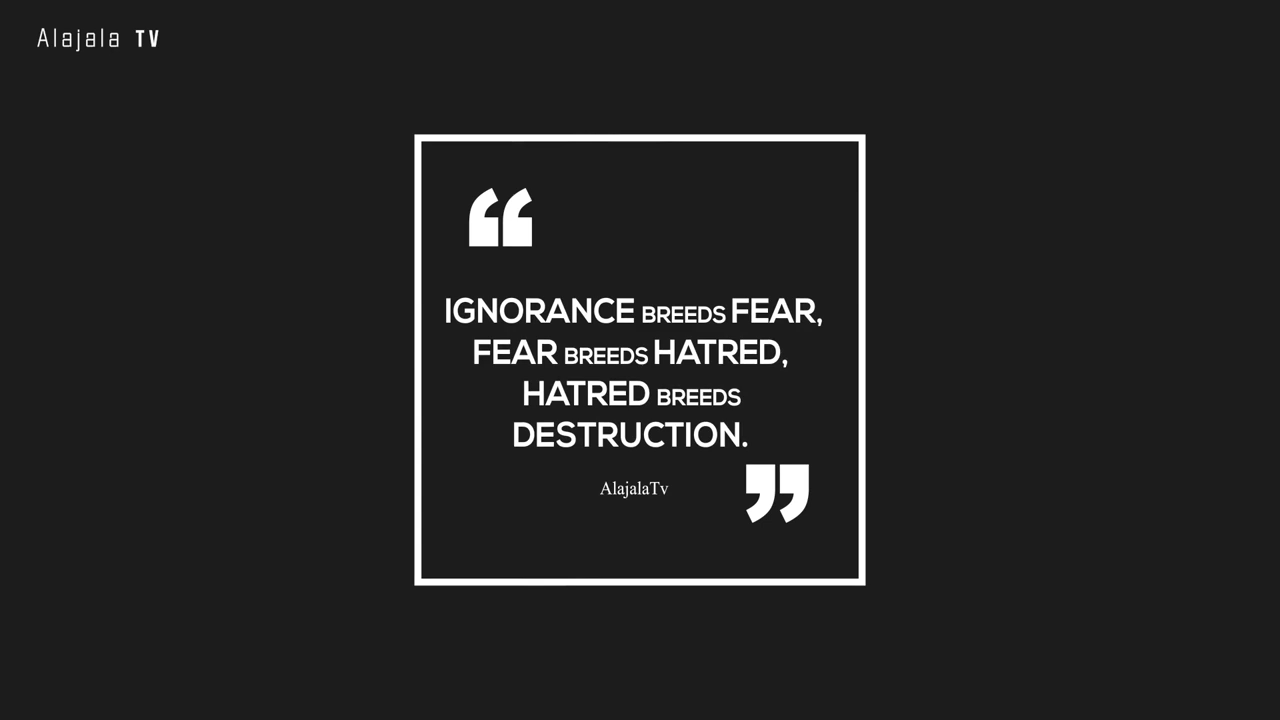 Alajala TV
“
IGNORANCE BREEDS FEAR,
FEAR BREEDS HATRED,
HATRED BREEDS
DESTRUCTION.
AlajalaTv
”